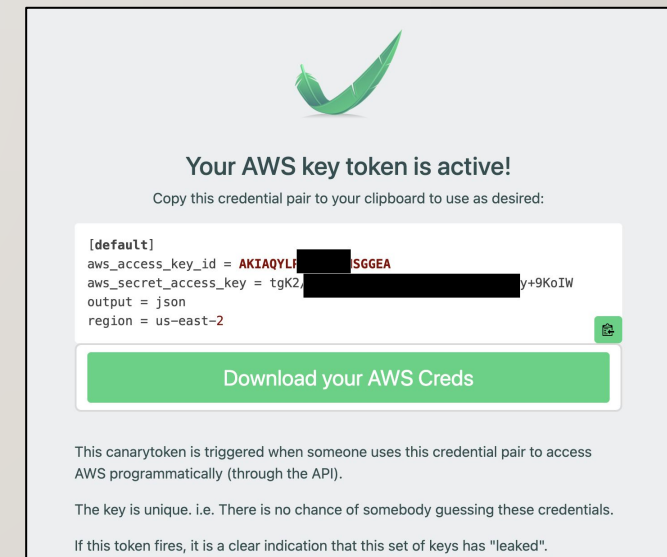 Your AWS key token is active!
Copy this credential pair to your clipboard to use as desired:
[default]
aws_access_key_id = AKIAQYL SGGEA
aws_secret_access_key = tgK2/ y+9KoIW
output = json
region = us-east-2
Download your AWS Creds
This canarytoken is triggered when someone uses this credential pair to access
AWS programmatically (through the API).
The key is unique. i.e. There is no chance of somebody guessing these credentials.
If this token fires, it is a clear indication that this set of keys has "leaked".